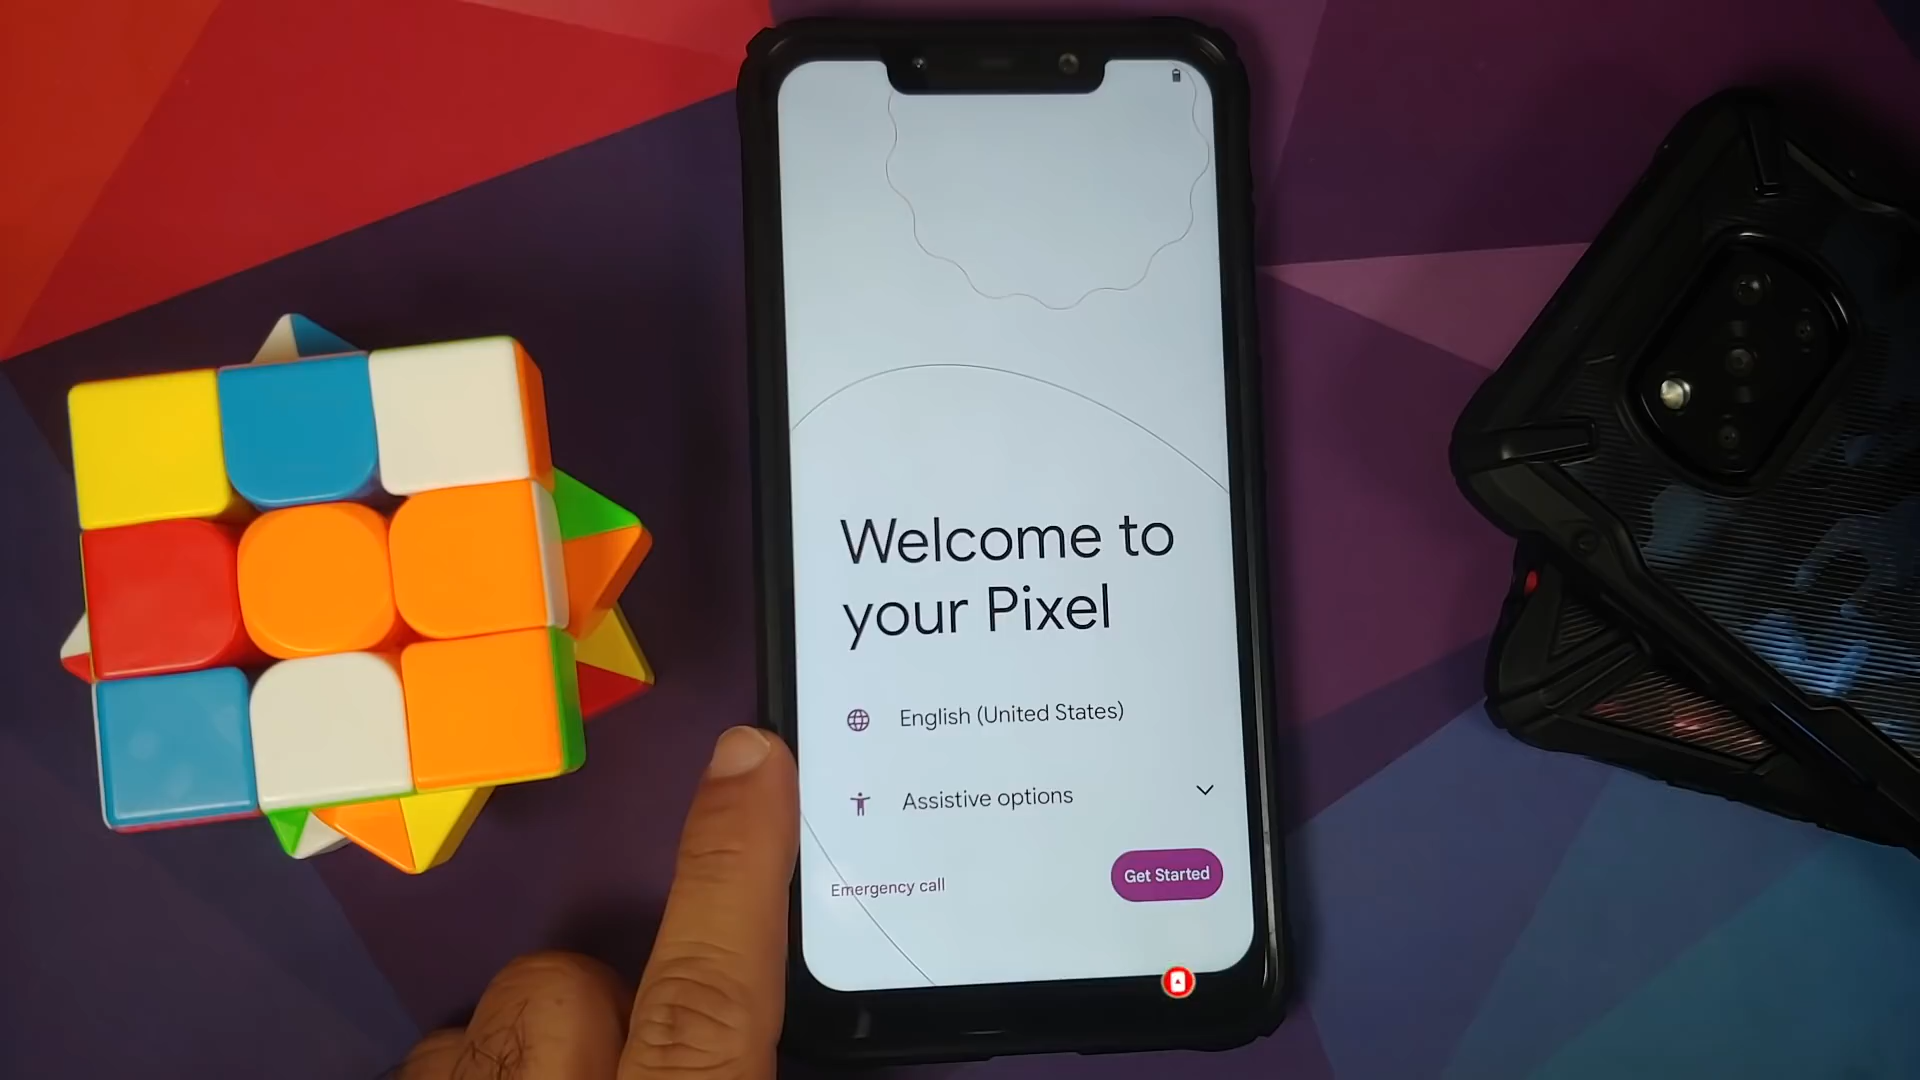 Welcome to
your Pixel
English (United States)
Assistive options
Emergency call
Get Started